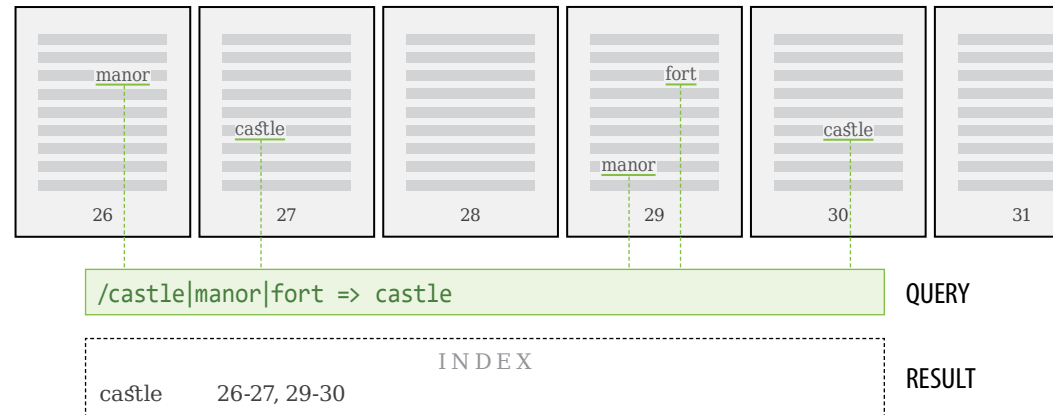 manor
castle
fort
manor
castle
26
27
28
29
30
31
/castle|manor|fort => castle
QUERY
INDEX
castle 26-27, 29-30
RESULT